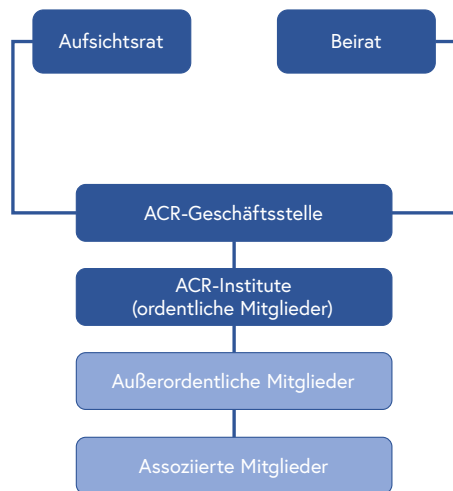 Aufsichtsrat
Beirat
ACR-Geschäftsstelle
ACR-Institute
(ordentliche Mitglieder)
Außerordentliche Mitglieder
Assoziierte Mitglieder